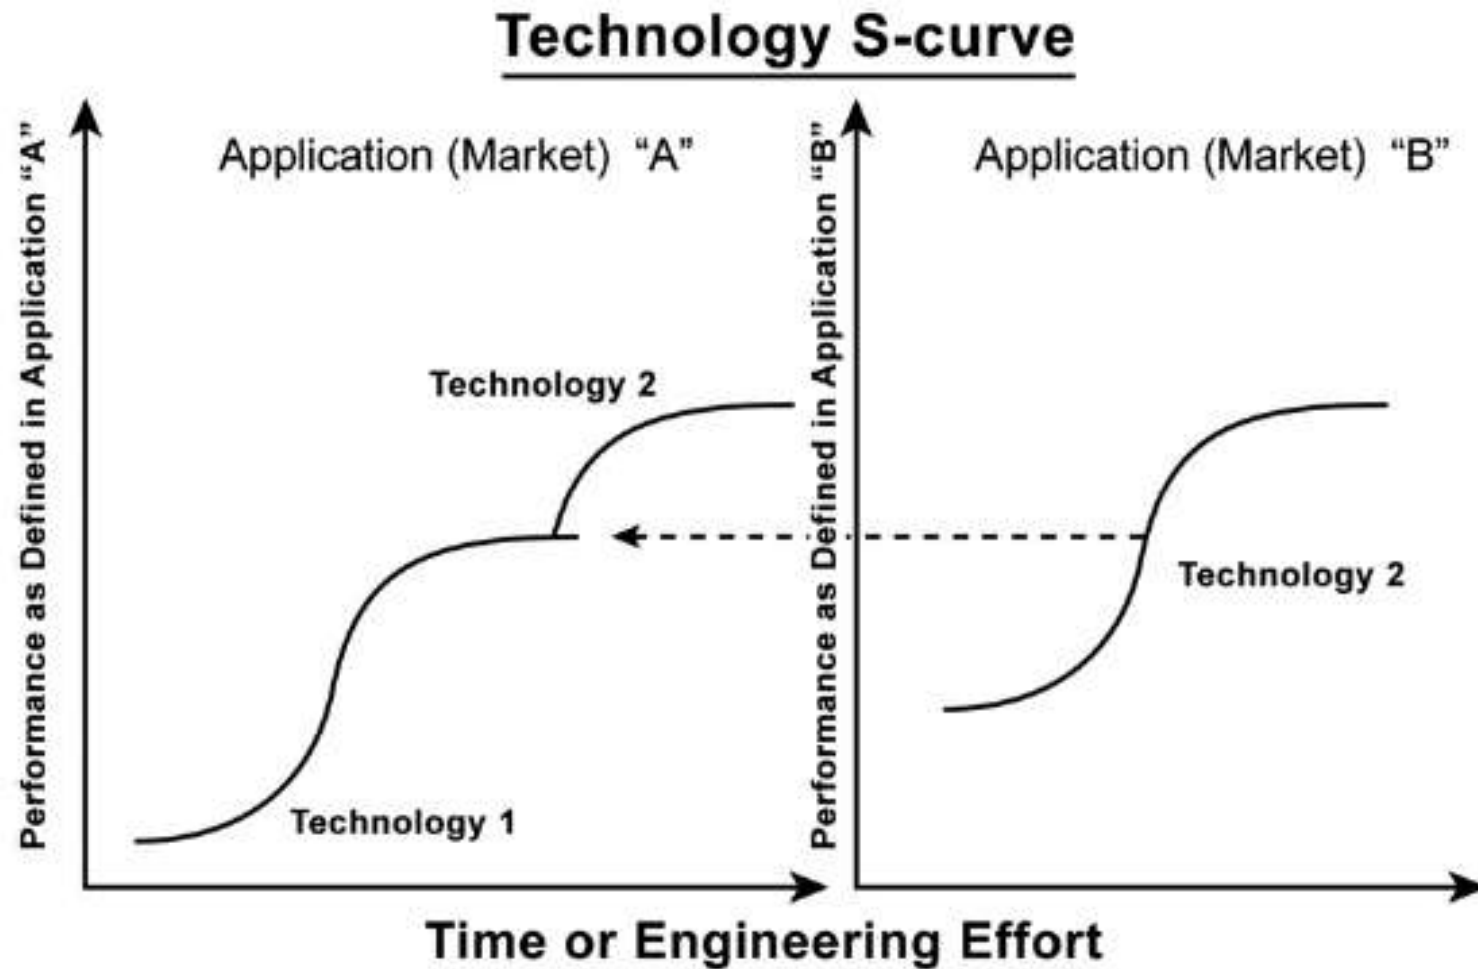 Technology S-curve
Performance as Defined in Application “A”
Application (Market) “A”
Technology 2
Technology 1
Performance as Defined in Application “B”
Application (Market) “B”
Technology 2
Time or Engineering Effort